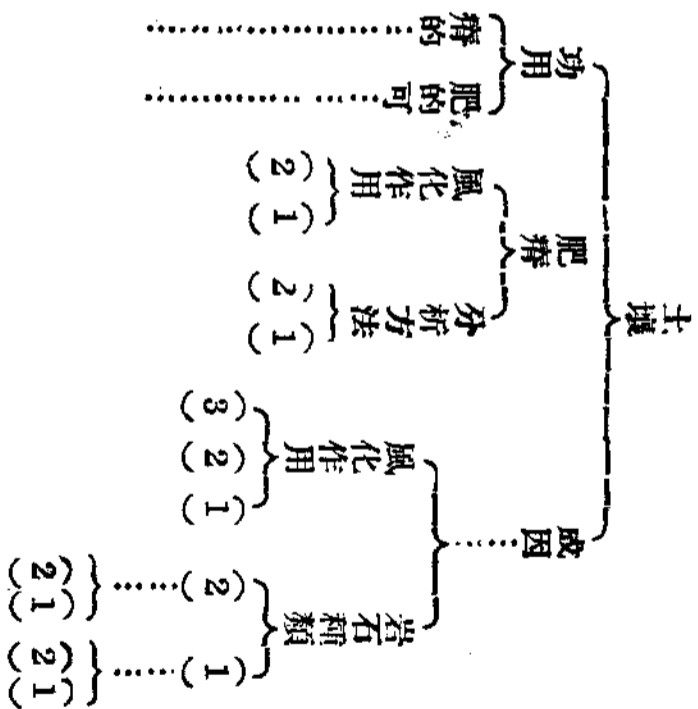 土壤
成因……
岩石種類
(1)……
(1)
(2)
(2)……
(1)
(2)
風化作用
(1)
(2)
(3)
肥瘠
分析方法
(1)
(2)
風化作用
(1)
(2)
功用
肥的可………………
瘠的………………